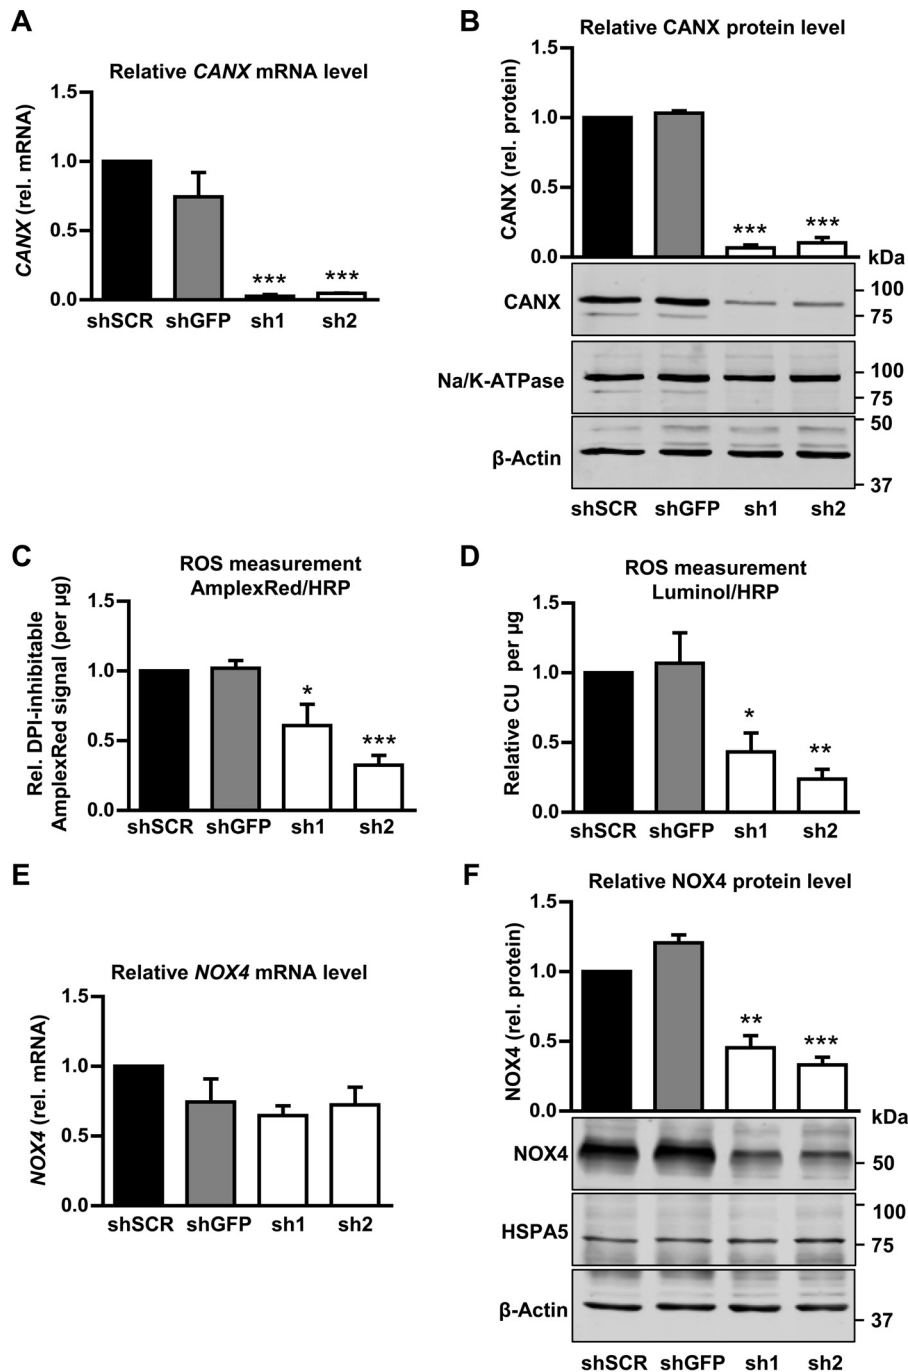 A
Relative CANX mRNA level
CANX (rel. mRNA)
1.5
1.0
0.5
0.0
***
***
shSCR shGFP sh1 sh2
B
Relative CANX protein level
CANX (rel. protein)
1.5
1.0
0.5
0.0
***
***
kDa
CANX
100
75
Na/K-ATPase
100
75
β-Actin
50
37
shSCR shGFP sh1 sh2
C
ROS measurement
AmplexRed/HRP
Rel. DPI-inhibitable
AmplexRed signal (per µg)
1.5
1.0
0.5
0.0
*
***
shSCR shGFP sh1 sh2
D
ROS measurement
Luminol/HRP
Relative CU per µg
1.5
1.0
0.5
0.0
*
**
shSCR shGFP sh1 sh2
E
Relative NOX4 mRNA level
NOX4 (rel. mRNA)
1.5
1.0
0.5
0.0
shSCR shGFP sh1 sh2
F
Relative NOX4 protein level
NOX4 (rel. protein)
1.5
1.0
0.5
0.0
**
***
kDa
NOX4
50
HSPA5
100
75
β-Actin
37
shSCR shGFP sh1 sh2